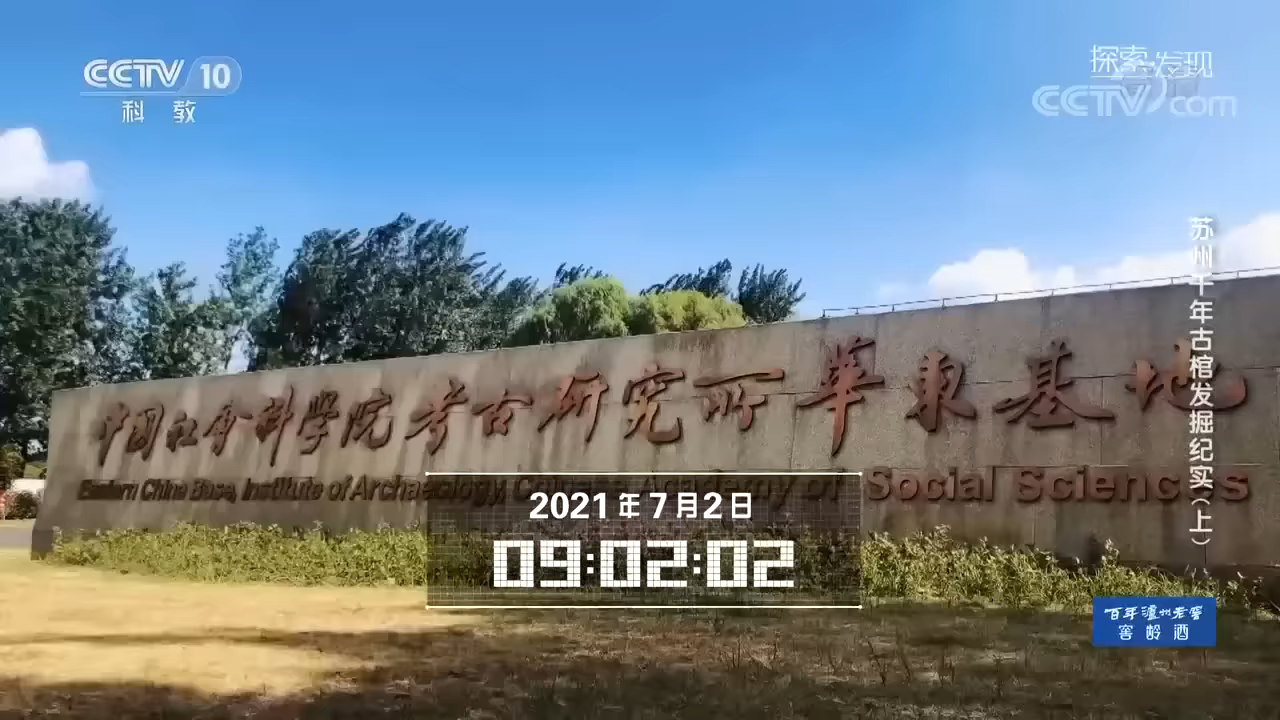 CCTV 10
科教
探索·发现
CCTV.com
苏州千年古棺发掘纪实（上）
中国社会科學院考古研究所華東基地
Eastern China Base, Institute of Archaeology, Chinese Academy of Social Sciences
2021年7月2日
09:02:02
百年泸州老窖
窖龄酒